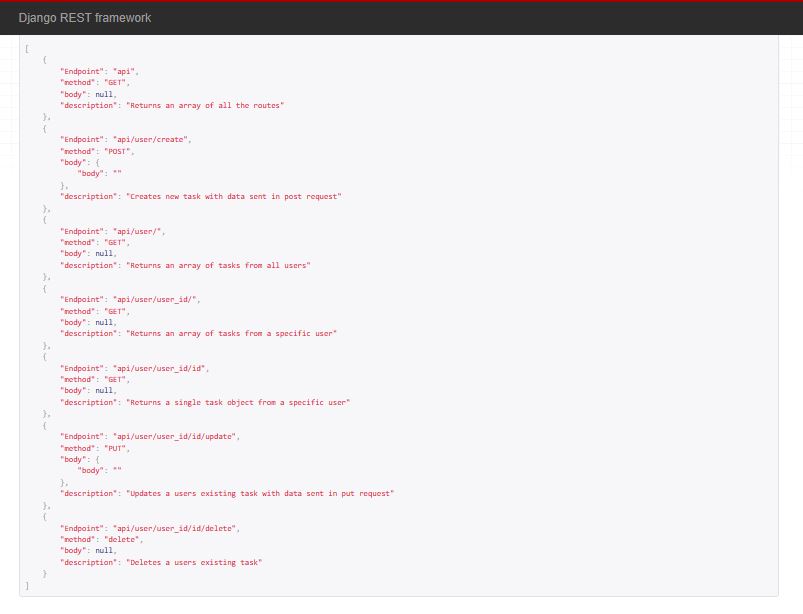 Django REST framework
[
    {
        "Endpoint": "api",
        "method": "GET",
        "body": null,
        "description": "Returns an array of all the routes"
    },
    {
        "Endpoint": "api/user/create",
        "method": "POST",
        "body": {
            "body": ""
        },
        "description": "Creates new task with data sent in post request"
    },
    {
        "Endpoint": "api/user/",
        "method": "GET",
        "body": null,
        "description": "Returns an array of tasks from all users"
    },
    {
        "Endpoint": "api/user/user_id/",
        "method": "GET",
        "body": null,
        "description": "Returns an array of tasks from a specific user"
    },
    {
        "Endpoint": "api/user/user_id/id",
        "method": "GET",
        "body": null,
        "description": "Returns a single task object from a specific user"
    },
    {
        "Endpoint": "api/user/user_id/id/update",
        "method": "PUT",
        "body": {
            "body": ""
        },
        "description": "Updates a users existing task with data sent in put request"
    },
    {
        "Endpoint": "api/user/user_id/id/delete",
        "method": "delete",
        "body": null,
        "description": "Deletes a users existing task"
    }
]